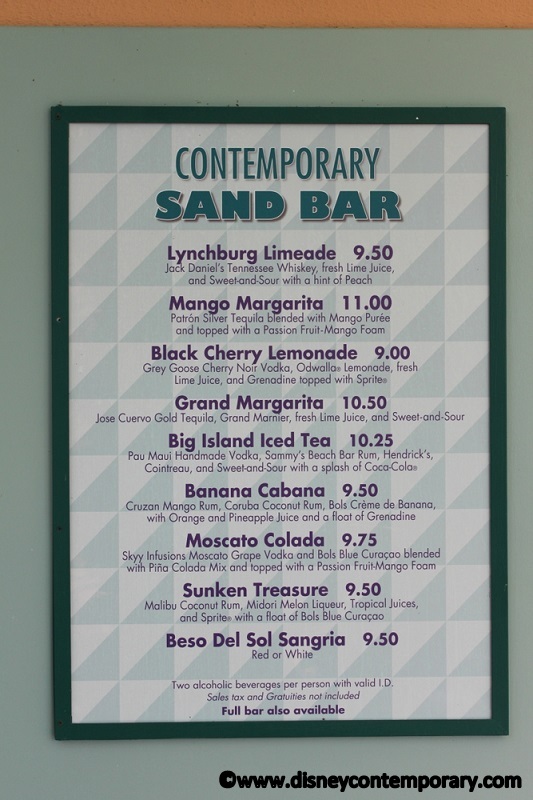 CONTEMPORARY
SAND BAR
Lynchburg Limeade 9.50
Jack Daniel's Tennessee Whiskey, fresh Lime Juice,
and Sweet-and-Sour with a hint of Peach
Mango Margarita 11.00
Patrón Silver Tequila blended with Mango Purée
and topped with a Passion Fruit-Mango Foam
Black Cherry Lemonade 9.00
Grey Goose Cherry Noir Vodka, Odwalla® Lemonade, fresh
Lime Juice, and Grenadine topped with Sprite®
Grand Margarita 10.50
Jose Cuervo Gold Tequila, Grand Marnier, fresh Lime Juice, and Sweet-and-Sour
Big Island Iced Tea 10.25
Pau Maui Handmade Vodka, Sammy's Beach Bar Rum, Hendrick's,
Cointreau, and Sweet-and-Sour with a splash of Coca-Cola®
Banana Cabana 9.50
Cruzan Mango Rum, Coruba Coconut Rum, Bols Crème de Banana,
with Orange and Pineapple Juice and a float of Grenadine
Moscato Colada 9.75
Skyy Infusions Moscato Grape Vodka and Bols Blue Curaçao blended
with Piña Colada Mix and topped with a Passion Fruit-Mango Foam
Sunken Treasure 9.50
Malibu Coconut Rum, Midori Melon Liqueur, Tropical Juices,
and Sprite® with a float of Bols Blue Curaçao
Beso Del Sol Sangria 9.50
Red or White
Two alcoholic beverages per person with valid I.D.
Sales tax and Gratuities not included
Full bar also available
©www.disneycontemporary.com